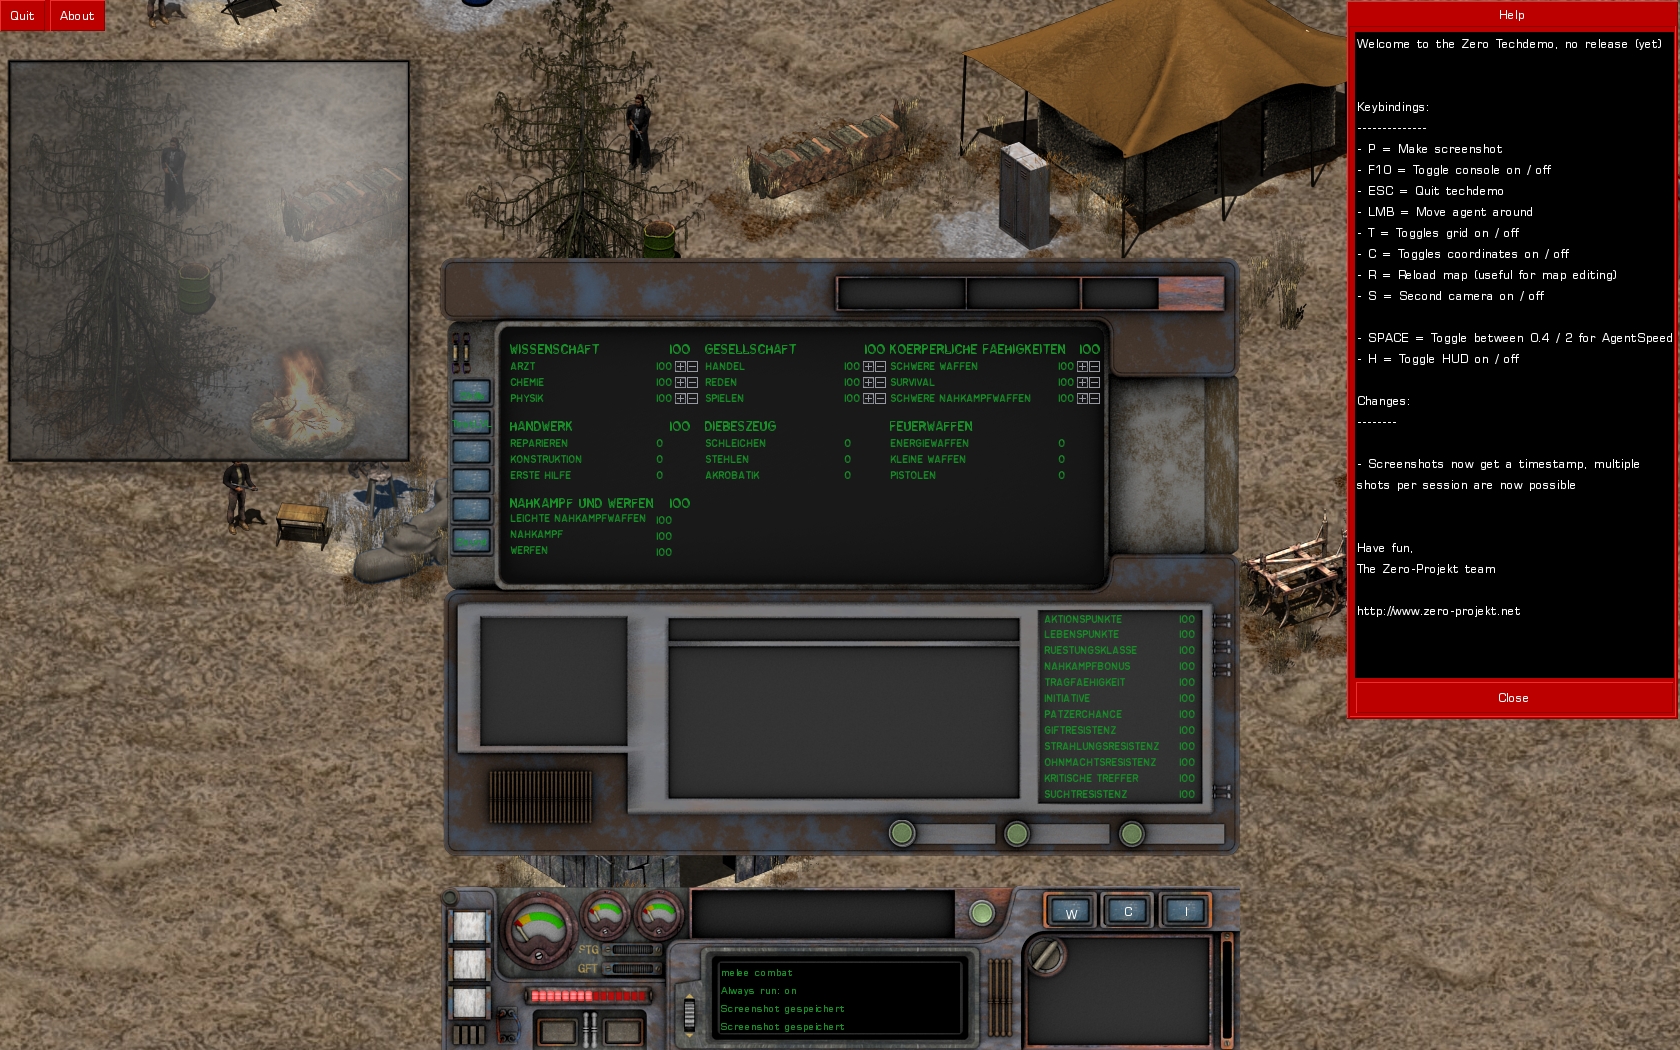 Quit
About
Help
Welcome to the Zero Techdemo, no release (yet)
Keybindings:
--------------
- P = Make screenshot
- F10 = Toggle console on / off
- ESC = Quit techdemo
- LMB = Move agent around
- T = Toggles grid on / off
- C = Toggles coordinates on / off
- R = Reload map (useful for map editing)
- S = Second camera on / off
- SPACE = Toggle between 0.4 / 2 for AgentSpeed
- H = Toggle HUD on / off
Changes:
--------
- Screenshots now get a timestamp, multiple
shots per session are now possible
Have fun,
The Zero-Projekt team
http://www.zero-projekt.net
Close
WISSENSCHAFT 100
ARZT 100 + -
CHEMIE 100 + -
PHYSIK 100 + -
GESELLSCHAFT 100
HANDEL 100 + -
REDEN 100 + -
SPIELEN 100 + -
KOERPERLICHE FAEHIGKEITEN 100
SCHWERE WAFFEN 100 + -
SURVIVAL 100 + -
SCHWERE NAHKAMPFWAFFEN 100 + -
HANDWERK 100
REPARIEREN 0
KONSTRUKTION 0
ERSTE HILFE 0
DIEBESZEUG
SCHLEICHEN 0
STEHLEN 0
AKROBATIK 0
FEUERWAFFEN
ENERGIEWAFFEN 0
KLEINE WAFFEN 0
PISTOLEN 0
NAHKAMPF UND WERFEN 100
LEICHTE NAHKAMPFWAFFEN 100
NAHKAMPF 100
WERFEN 100
AKTIONSPUNKTE 100
LEBENSPUNKTE 100
RUESTUNGSKLASSE 100
NAHKAMPFBONUS 100
TRAGFAEHIGKEIT 100
INITIATIVE 100
PATZERCHANCE 100
GIFTRESISTENZ 100
STRAHLUNGSRESISTENZ 100
OHNMACHTSRESISTENZ 100
KRITISCHE TREFFER 100
SUCHTRESISTENZ 100
STG
GFT
W
C
I
melee combat
Always run: on
Screenshot gespeichert
Screenshot gespeichert